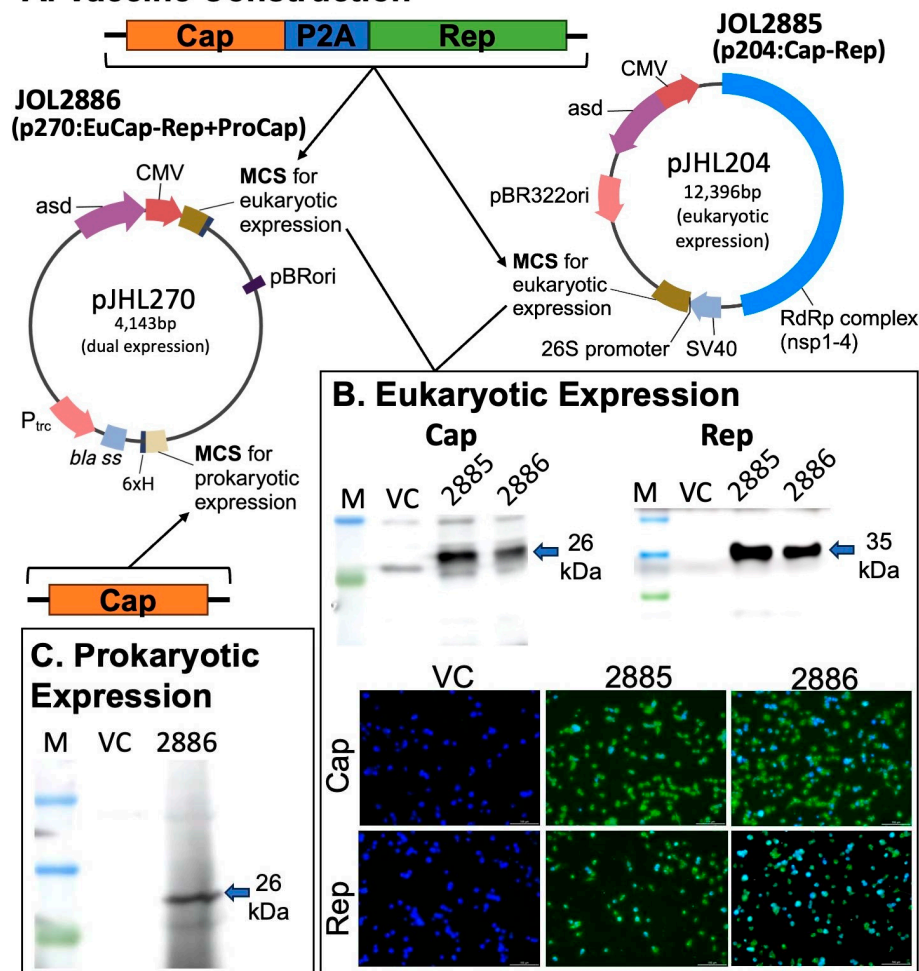 A. Vaccine Construction
Cap P2A Rep
JOL2885
(p204:Cap-Rep)
CMV
asd
pBR322ori
pJHL204
12,396bp
(eukaryotic
expression)
MCS for
eukaryotic
expression
26S promoter
SV40
RdRp complex
(nsp1-4)
JOL2886
(p270:EuCap-Rep+ProCap)
CMV
asd
MCS for
eukaryotic
expression
pBRori
pJHL270
4,143bp
(dual expression)
Ptrc
bla ss
6xH
MCS for
prokaryotic
expression
Cap
B. Eukaryotic Expression
Cap
M VC 2885 2886
26
kDa
Rep
M VC 2885 2886
35
kDa
VC 2885 2886
Cap
Rep
C. Prokaryotic
Expression
M VC 2886
26
kDa